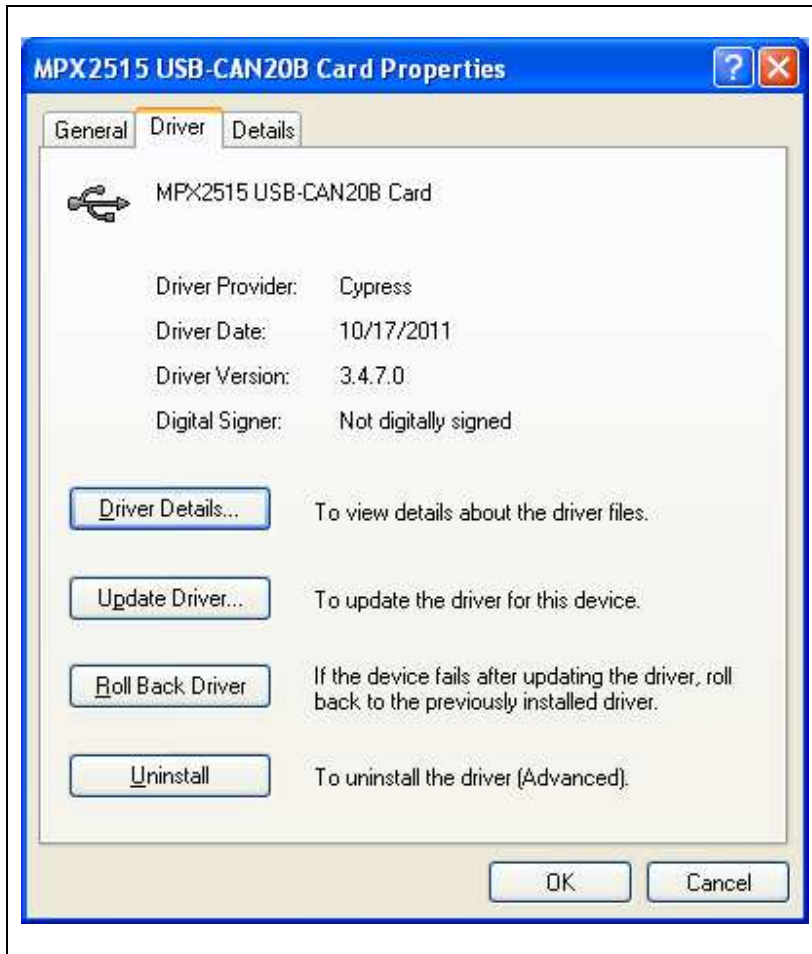 MPX2515 USB-CAN20B Card Properties
General Driver Details
MPX2515 USB-CAN20B Card
Driver Provider: Cypress
Driver Date: 10/17/2011
Driver Version: 3.4.7.0
Digital Signer: Not digitally signed
Driver Details...
To view details about the driver files.
Update Driver...
To update the driver for this device.
Roll Back Driver
If the device fails after updating the driver, roll
back to the previously installed driver.
Uninstall
To uninstall the driver (Advanced).
OK Cancel